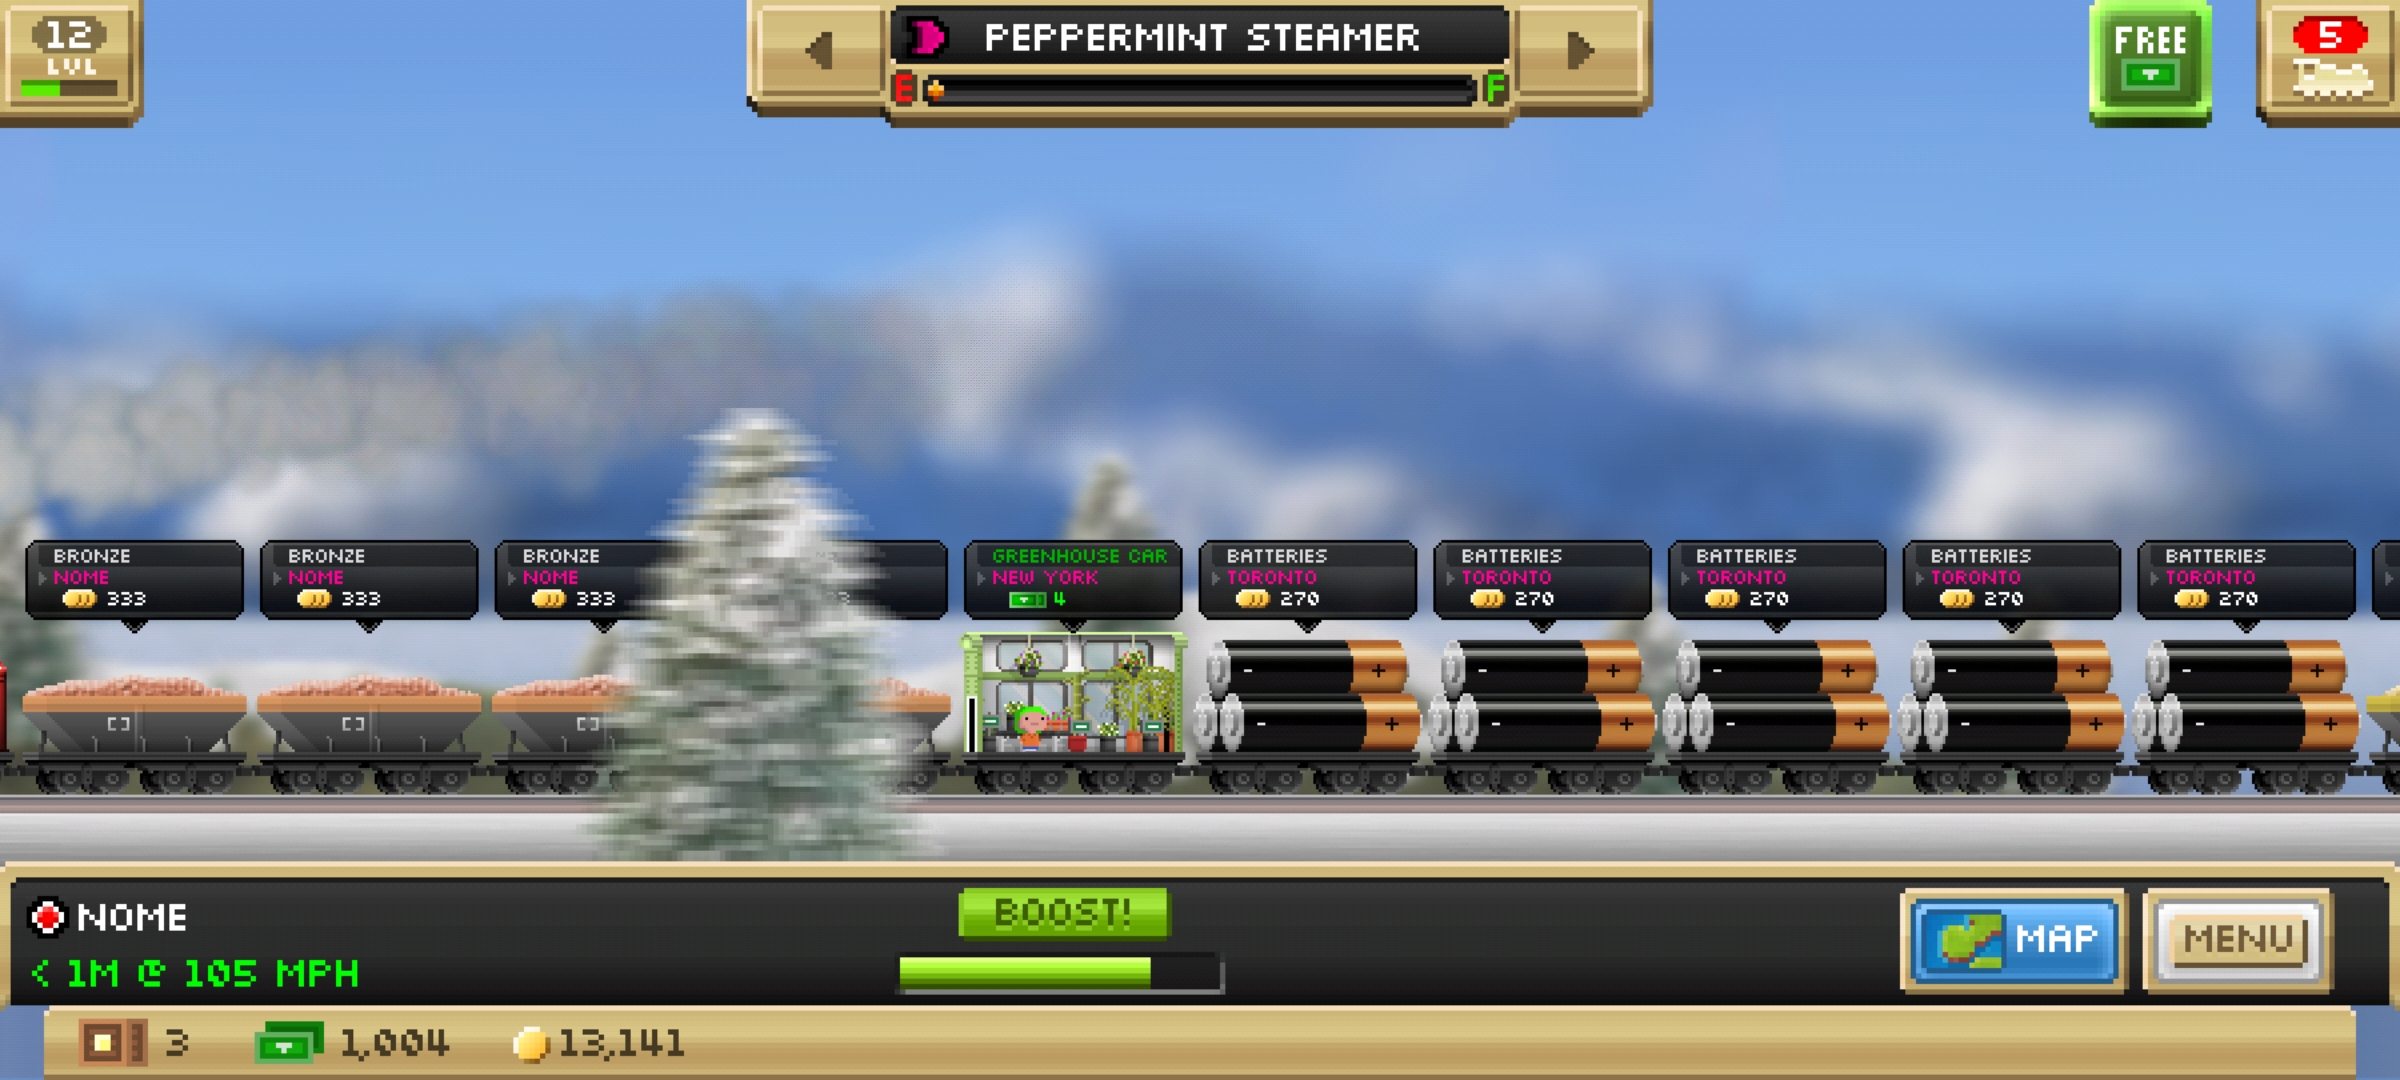 12
LVL
PEPPERMINT STEAMER
E F
FREE
5
BRONZE
NOME
333
BRONZE
NOME
333
BRONZE
NOME
333
GREENHOUSE CAR
NEW YORK
4
BATTERIES
TORONTO
270
BATTERIES
TORONTO
270
BATTERIES
TORONTO
270
BATTERIES
TORONTO
270
BATTERIES
TORONTO
270
NOME
< 1M @ 105 MPH
BOOST!
MAP
MENU
3
1,004
13,141